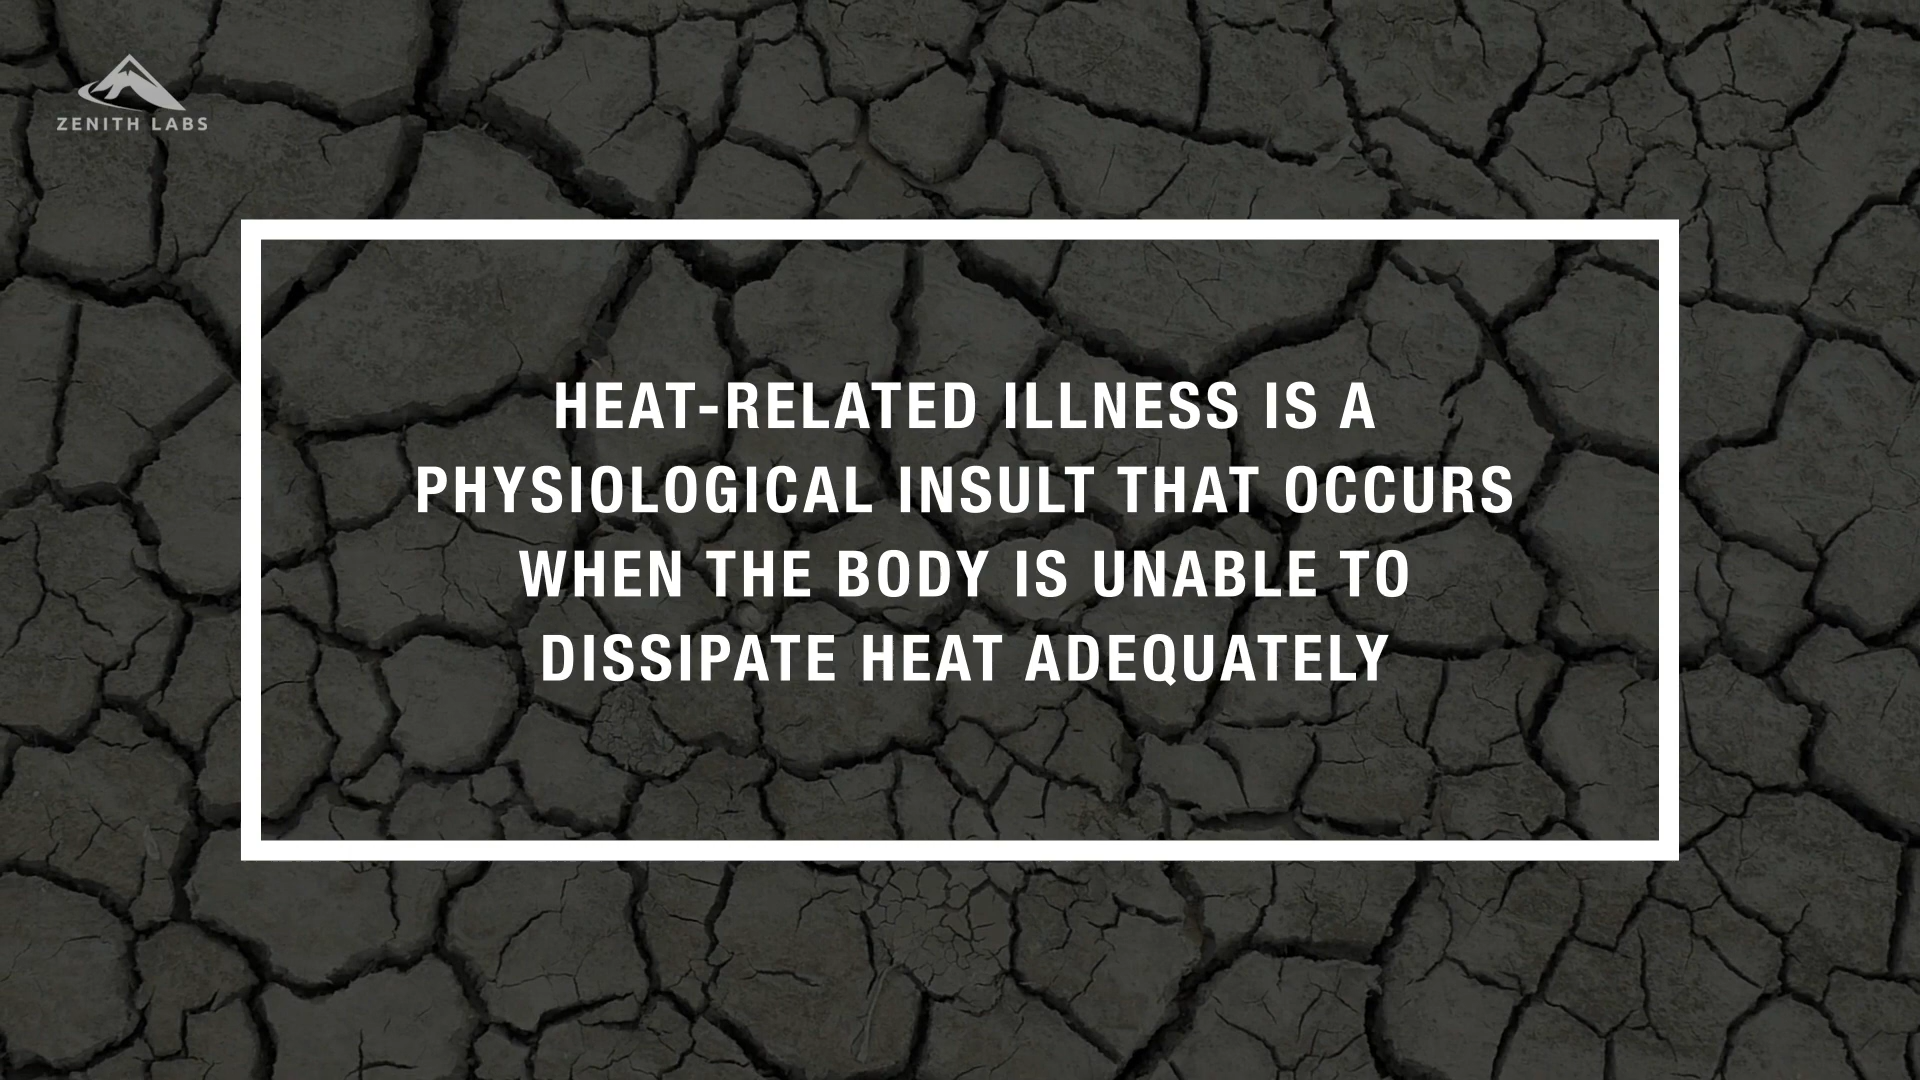 ZENITH LABS
HEAT-RELATED ILLNESS IS A
PHYSIOLOGICAL INSULT THAT OCCURS
WHEN THE BODY IS UNABLE TO
DISSIPATE HEAT ADEQUATELY